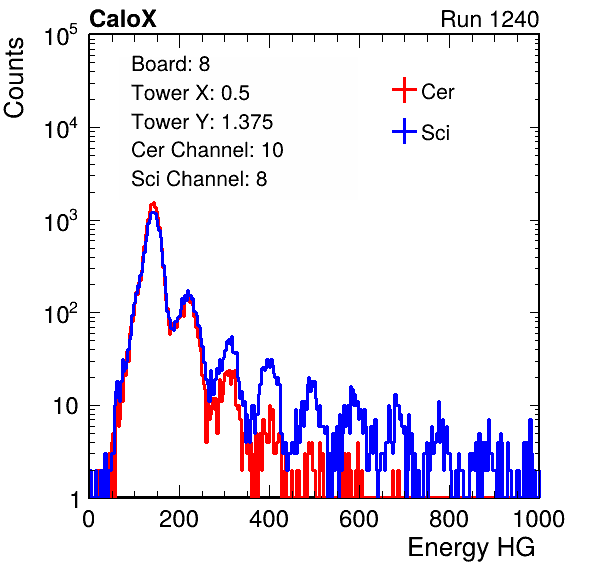 CaloX Run 1240
Board: 8
Tower X: 0.5
Tower Y: 1.375
Cer Channel: 10
Sci Channel: 8
Cer
Sci
Counts
10^5
10^4
10^3
10^2
10
1
0 200 400 600 800 1000
Energy HG